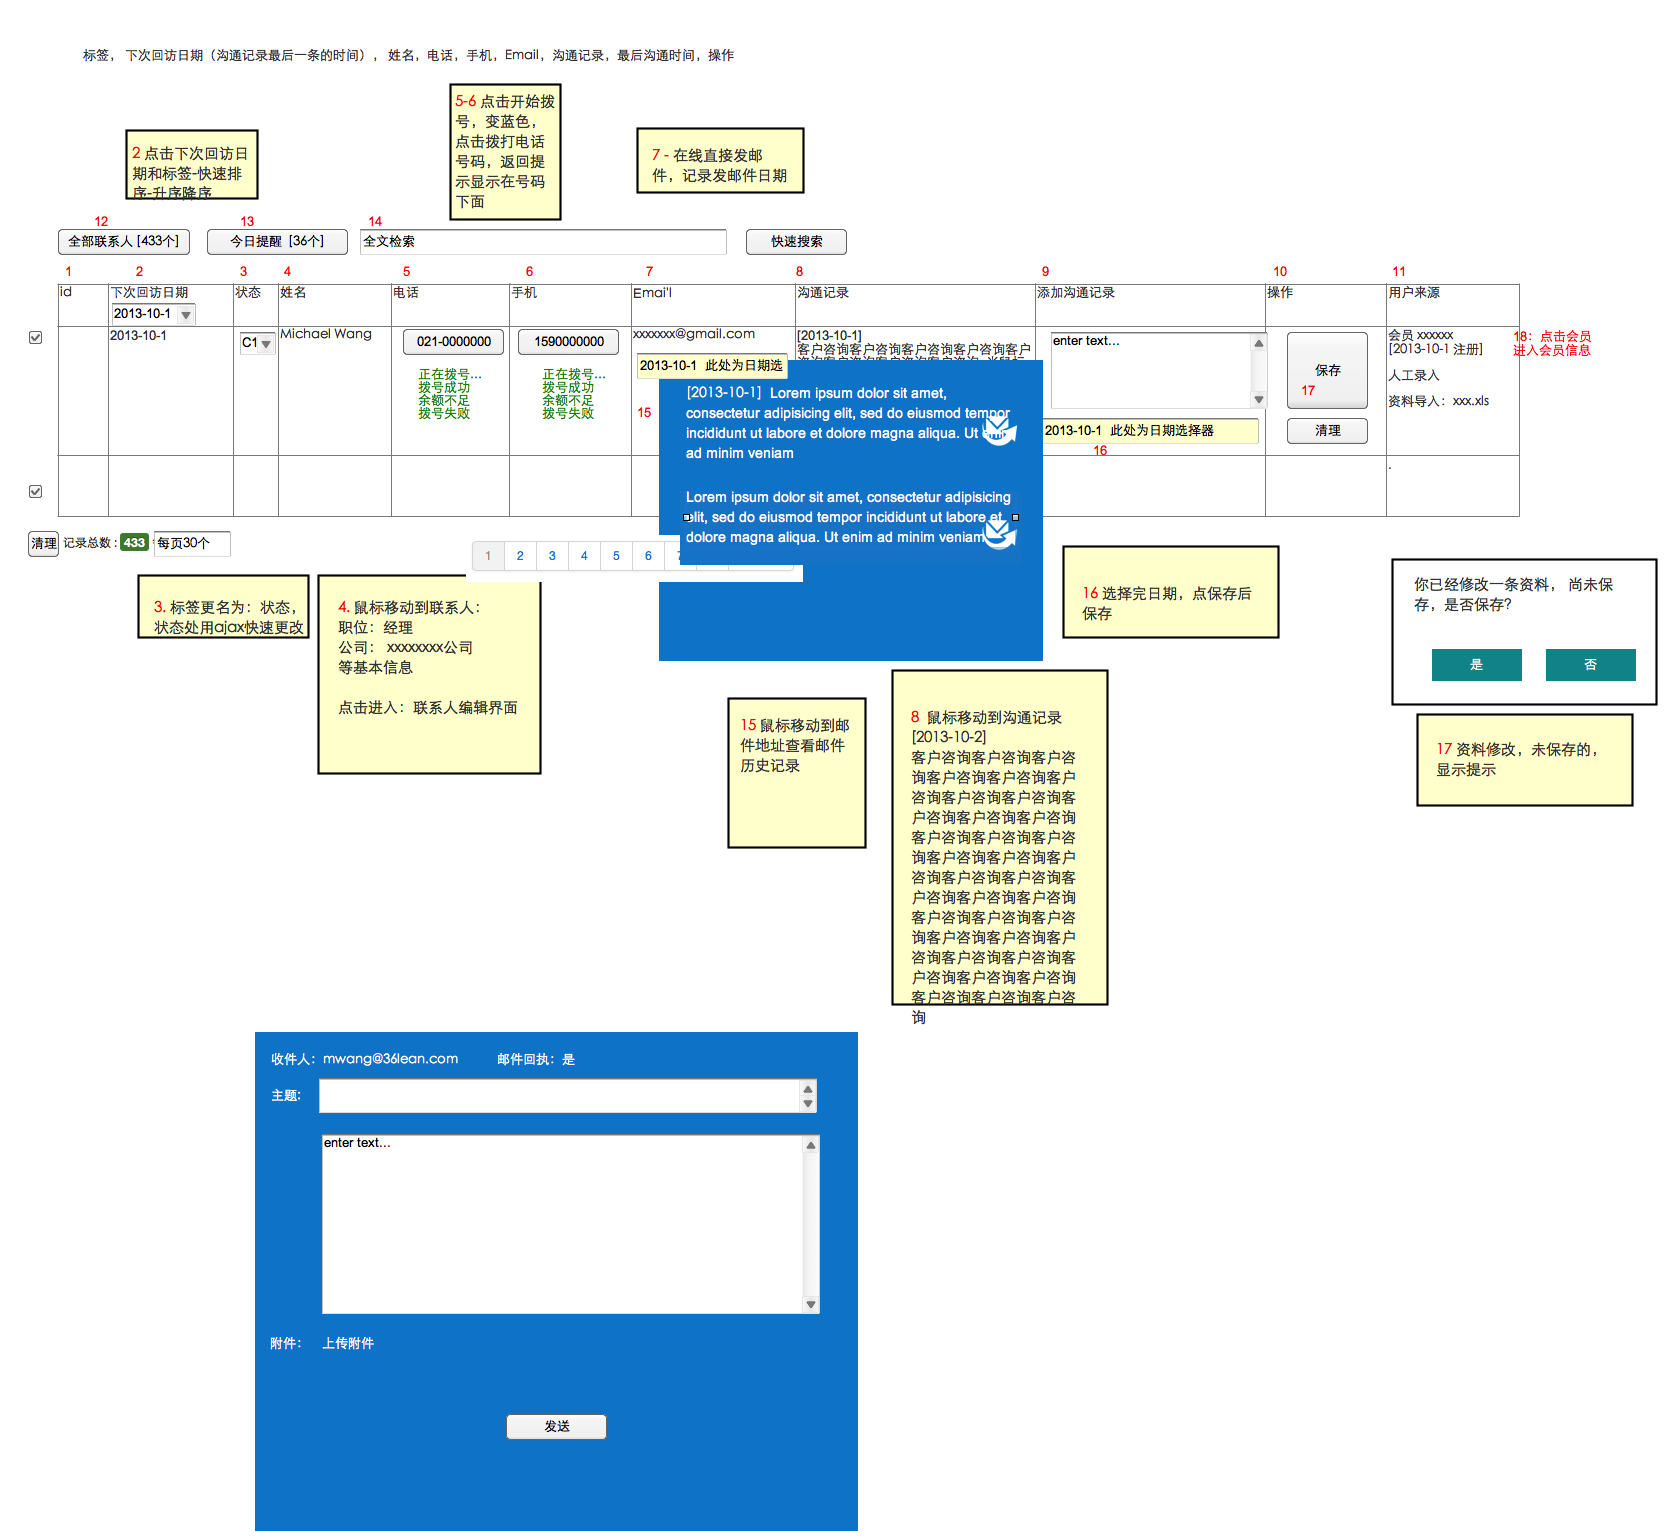 标签， 下次回访日期（沟通记录最后一条的时间）， 姓名，电话，手机，Email，沟通记录，最后沟通时间，操作
5-6 点击开始拨
号，变蓝色，
点击拨打电话
号码，返回提
示显示在号码
下面
2 点击下次回访日
期和标签-快速排
序-升序降序
7 - 在线直接发邮
件，记录发邮件日期
12 13 14
全部联系人 [433个] 今日提醒 [36个] 全文检索 快速搜索
1 2 3 4 5 6 7 8 9 10 11
id 下次回访日期 状态 姓名 电话 手机 Emai'l 沟通记录 添加沟通记录 操作 用户来源
2013-10-1
2013-10-1 C1 Michael Wang 021-0000000 1590000000 xxxxxxx@gmail.com [2013-10-1] enter text... 保存 会员 xxxxxx
客户咨询客户咨询客户咨询客户咨询客户 [2013-10-1 注册]
18：点击会员
进入会员信息
人工录入
资料导入：xxx.xls
17
正在拨号...
拨号成功
余额不足
拨号失败
正在拨号...
拨号成功
余额不足
拨号失败
2013-10-1 此处为日期选
15
[2013-10-1] Lorem ipsum dolor sit amet,
consectetur adipisicing elit, sed do eiusmod tempor
incididunt ut labore et dolore magna aliqua. Ut enim
ad minim veniam
2013-10-1 此处为日期选择器 清理
16
.
Lorem ipsum dolor sit amet, consectetur adipisicing
elit, sed do eiusmod tempor incididunt ut labore et
dolore magna aliqua. Ut enim ad minim veniam
清理 记录总数 : 433 每页30个
1 2 3 4 5 6 7
3. 标签更名为：状态，
状态处用ajax快速更改
4. 鼠标移动到联系人：
职位：经理
公司： xxxxxxxx公司
等基本信息
点击进入：联系人编辑界面
16 选择完日期，点保存后
保存
你已经修改一条资料， 尚未保
存，是否保存？
是 否
17 资料修改，未保存的，
显示提示
15 鼠标移动到邮
件地址查看邮件
历史记录
8 鼠标移动到沟通记录
[2013-10-2]
客户咨询客户咨询客户咨
询客户咨询客户咨询客户
咨询客户咨询客户咨询客
户咨询客户咨询客户咨询
客户咨询客户咨询客户咨
询客户咨询客户咨询客户
咨询客户咨询客户咨询客
户咨询客户咨询客户咨询
客户咨询客户咨询客户咨
询客户咨询客户咨询客户
咨询客户咨询客户咨询客
户咨询客户咨询客户咨询
客户咨询客户咨询客户咨
询
收件人：mwang@36lean.com 邮件回执：是
主题：
enter text...
附件： 上传附件
发送